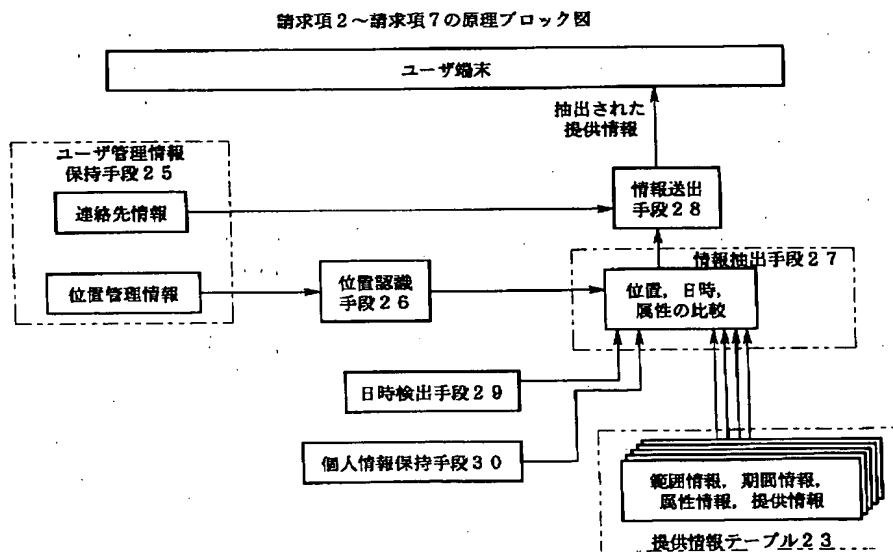 請求項2～請求項7の原理ブロック図
ユーザ端末
抽出された
提供情報
ユーザ管理情報
保持手段25
連絡先情報
情報送出
手段28
情報抽出手段27
位置管理情報
位置認識
手段26
位置，日時，
属性の比較
日時検出手段29
個人情報保持手段30
範囲情報，期間情報，
属性情報，提供情報
提供情報テーブル23